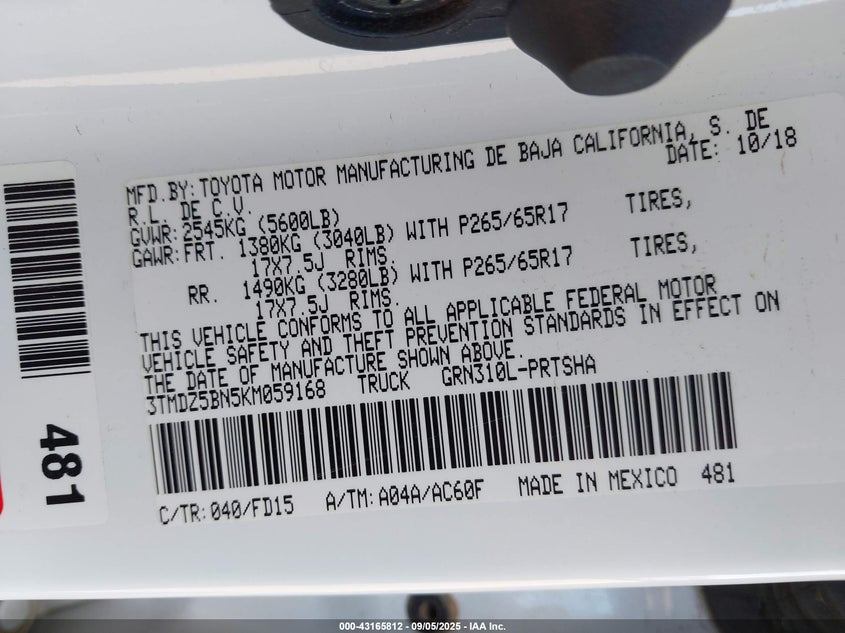 MFD.BY: TOYOTA MOTOR MANUFACTURING DE BAJA CALIFORNIA, S. DE
R.L. DE C.V. DATE: 10/18
GVWR: 2545KG (5600LB)
GAWR: FRT. 1380KG (3040LB) WITH P265/65R17 TIRES,
17X7.5J RIMS.
RR. 1490KG (3280LB) WITH P265/65R17 TIRES,
17X7.5J RIMS.
THIS VEHICLE CONFORMS TO ALL APPLICABLE FEDERAL MOTOR
VEHICLE SAFETY AND THEFT PREVENTION STANDARDS IN EFFECT ON
THE DATE OF MANUFACTURE SHOWN ABOVE.
3TMDZ5BN5KM059168 TRUCK GRN310L-PRTSHA
C/TR: 040/FD15 A/TM: A04A/AC60F MADE IN MEXICO 481
481
000-43165812 - 09/05/2025 - IAA Inc.